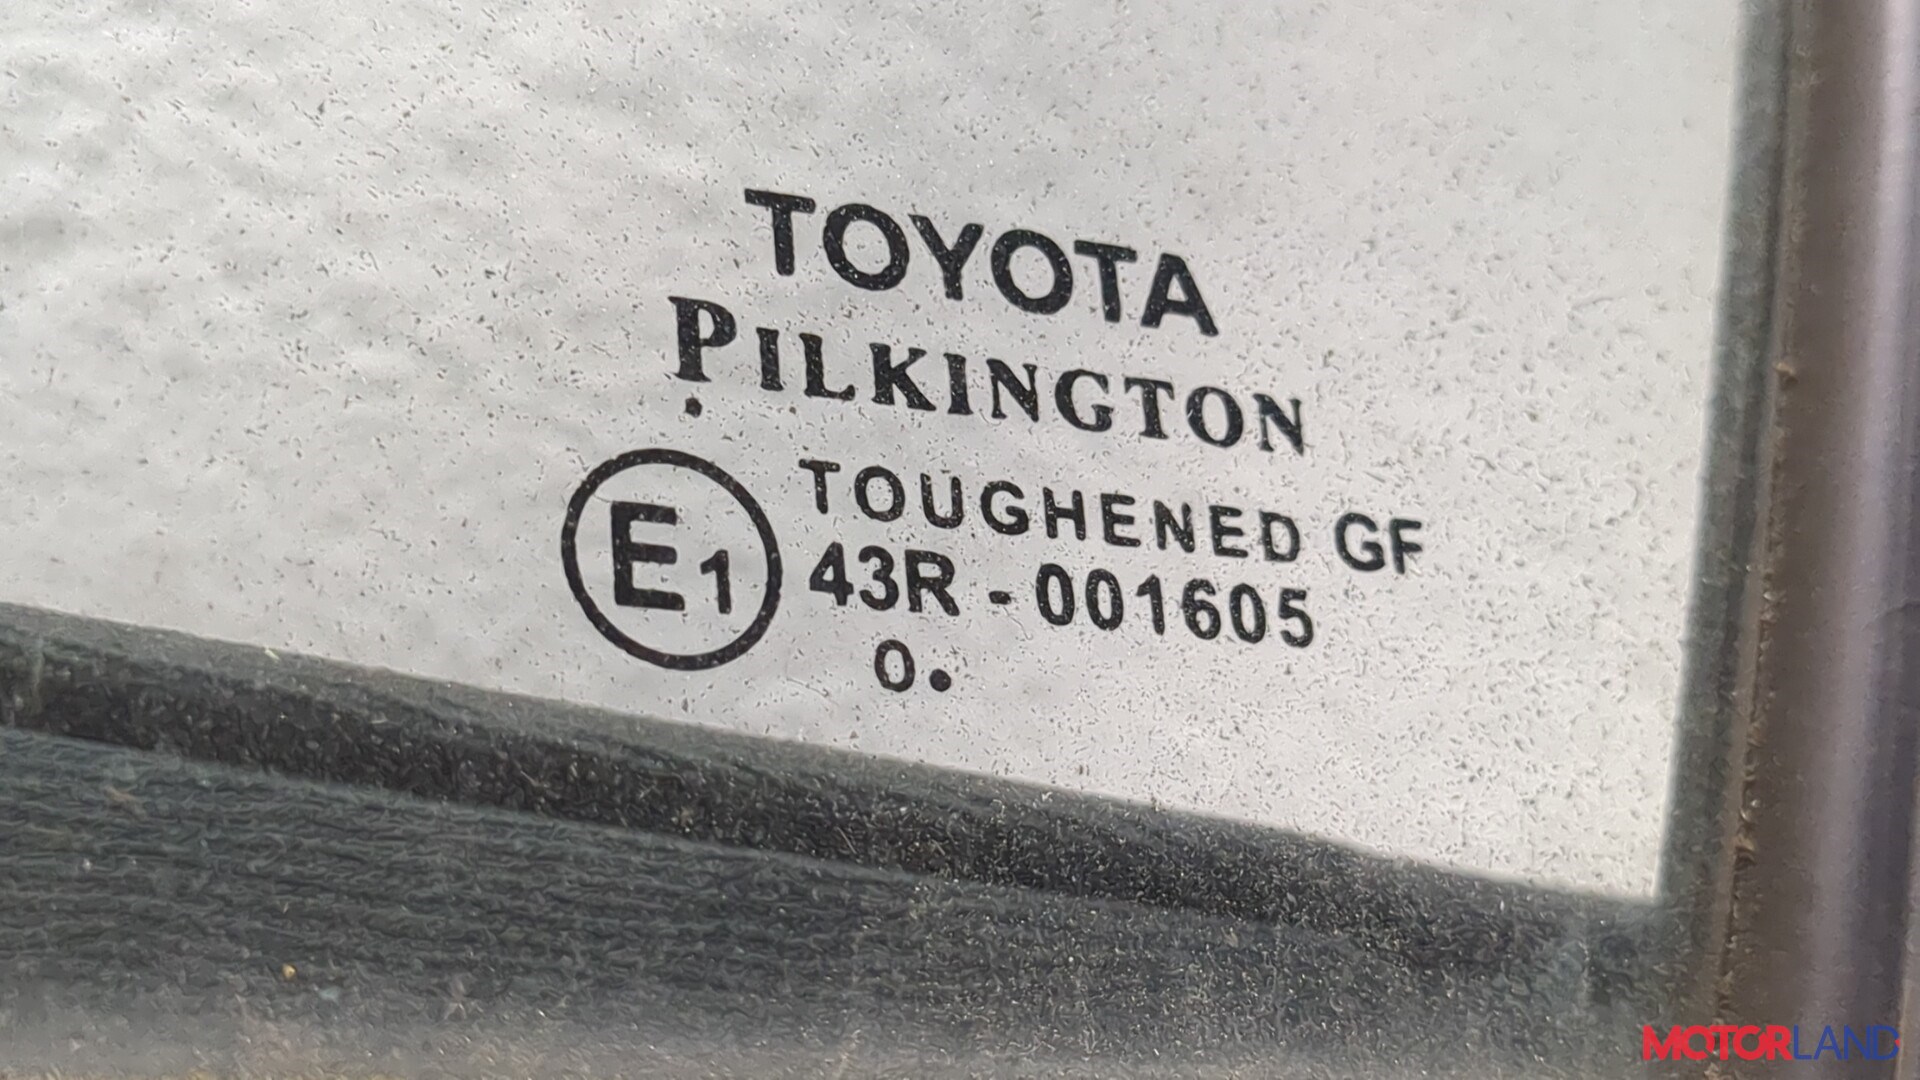 TOYOTA
PILKINGTON
E1
TOUGHENED GF
43R - 001605
0.
MOTORLAND